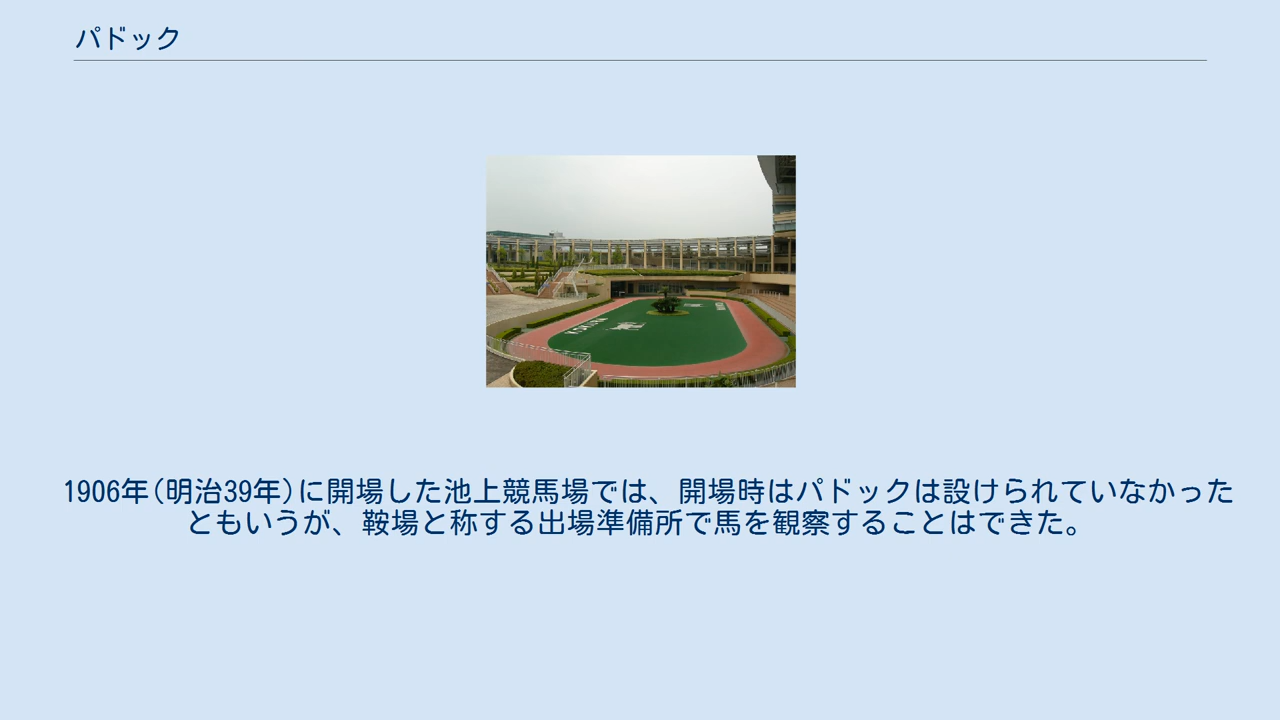 パドック
1906年(明治39年)に開場した池上競馬場では、開場時はパドックは設けられていなかった
ともいうが、鞍場と称する出場準備所で馬を観察することはできた。